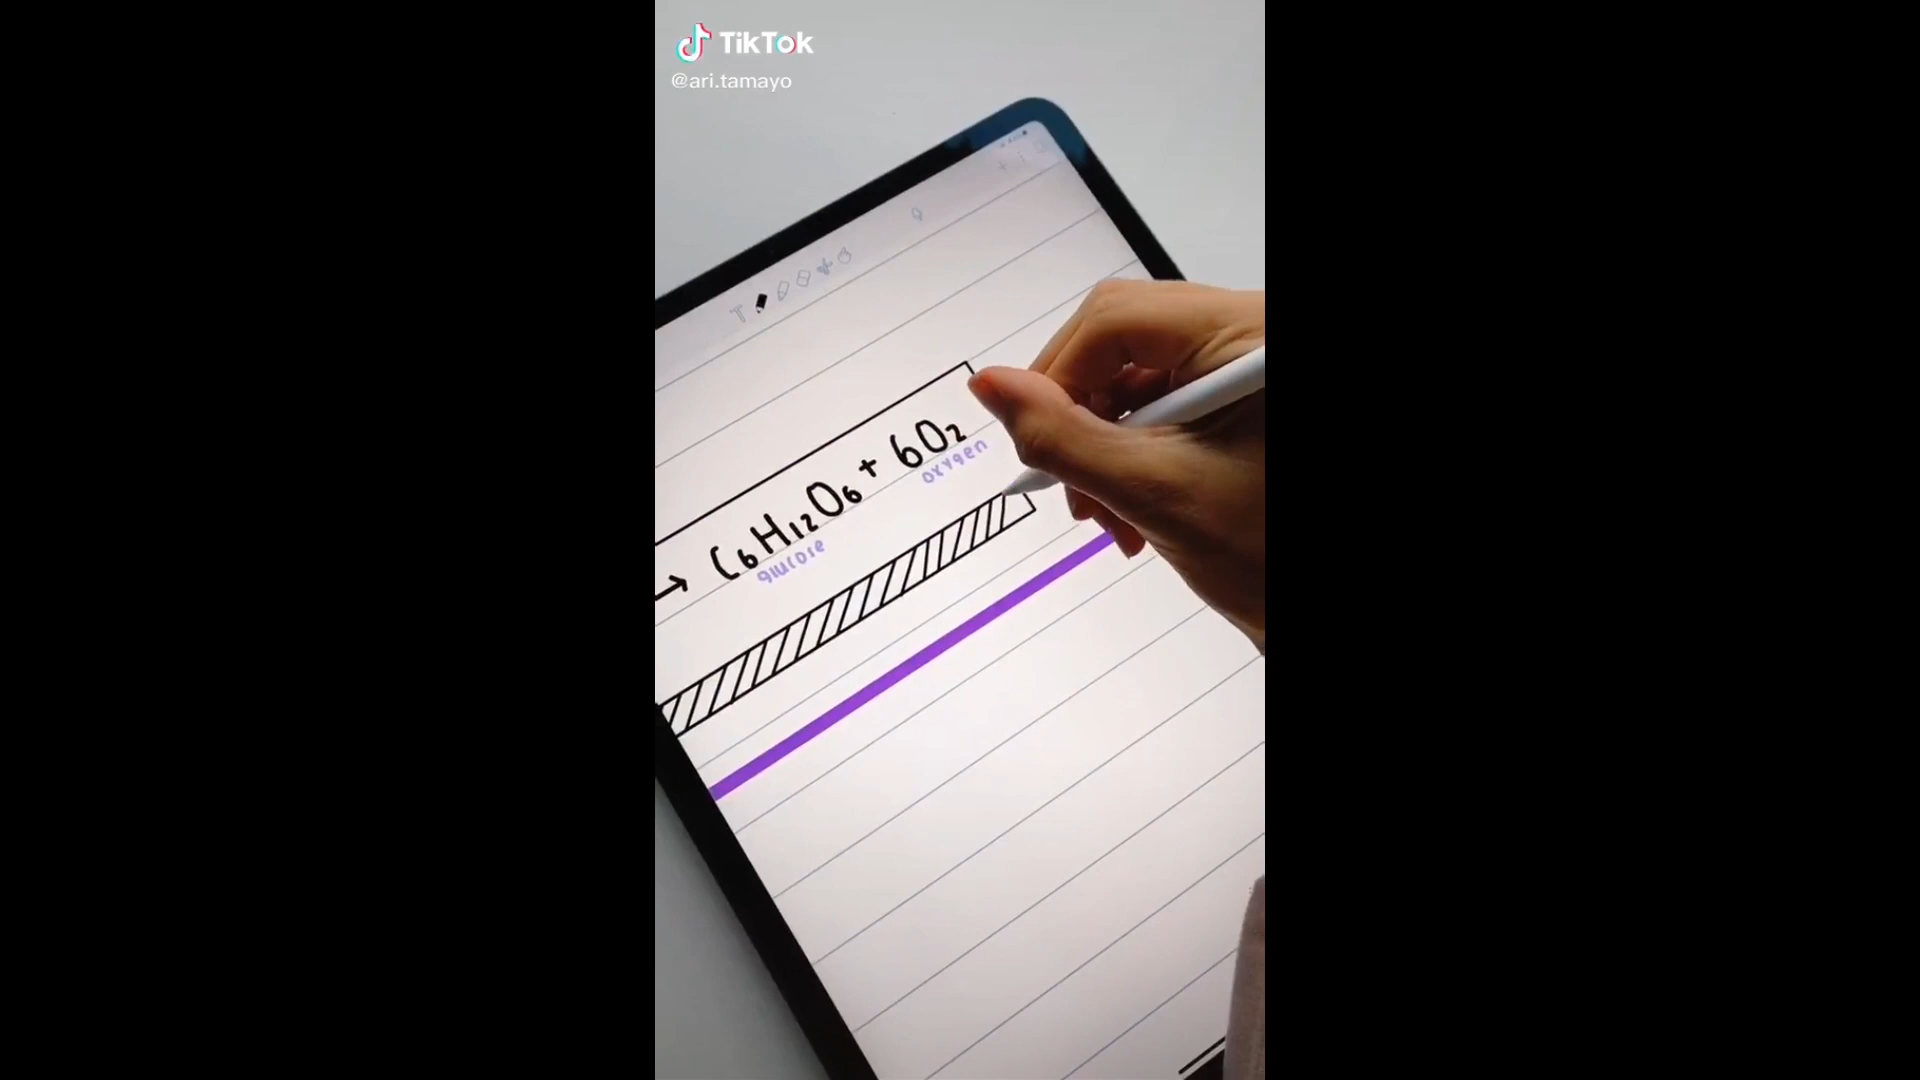 TikTok
@ari.tamayo
→ C₆H₁₂O₆ + 6O₂
glucose
oxygen